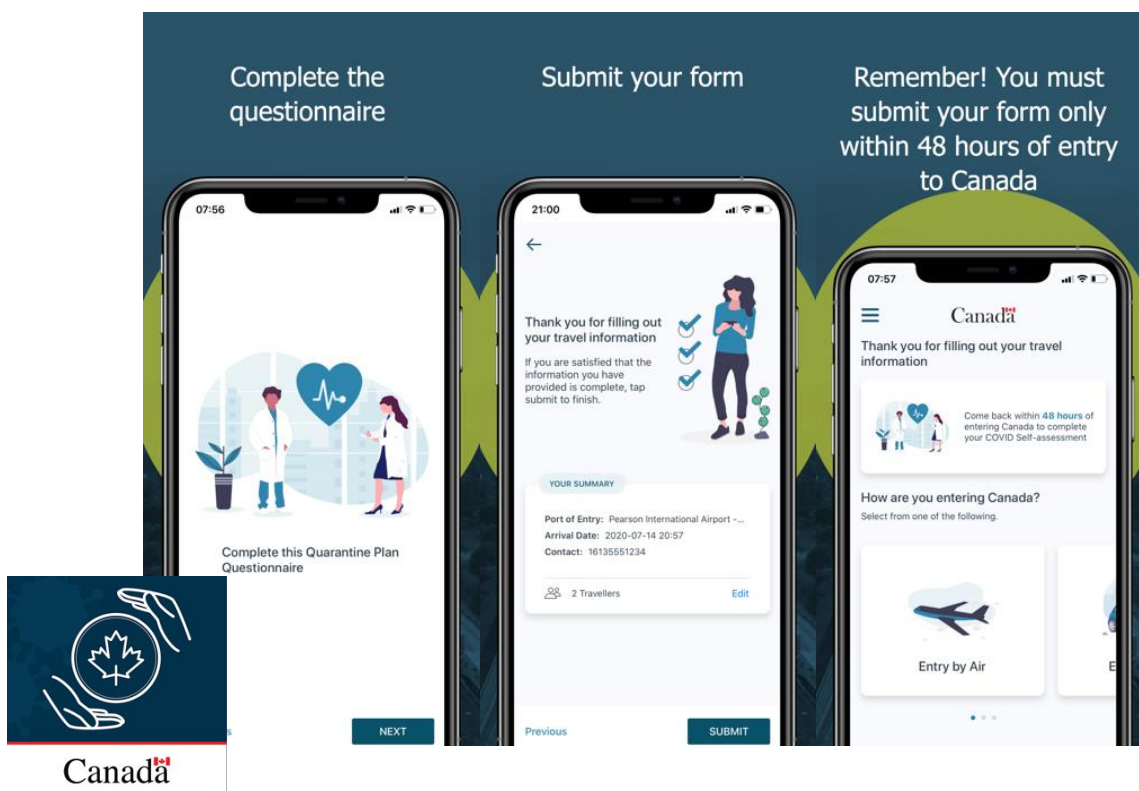 Complete the
questionnaire
07:56
Complete this Quarantine Plan
Questionnaire
NEXT
Canada
Submit your form
21:00
Thank you for filling out
your travel information
If you are satisfied that the
information you have
provided is complete, tap
submit to finish.
YOUR SUMMARY
Port of Entry: Pearson International Airport -...
Arrival Date: 2020-07-14 20:57
Contact: 16135551234
2 Travellers
Edit
Previous
SUBMIT
Remember! You must
submit your form only
within 48 hours of entry
to Canada
07:57
Canada
Thank you for filling out your travel
information
Come back within 48 hours of
entering Canada to complete
your COVID Self-assessment
How are you entering Canada?
Select from one of the following.
Entry by Air
E